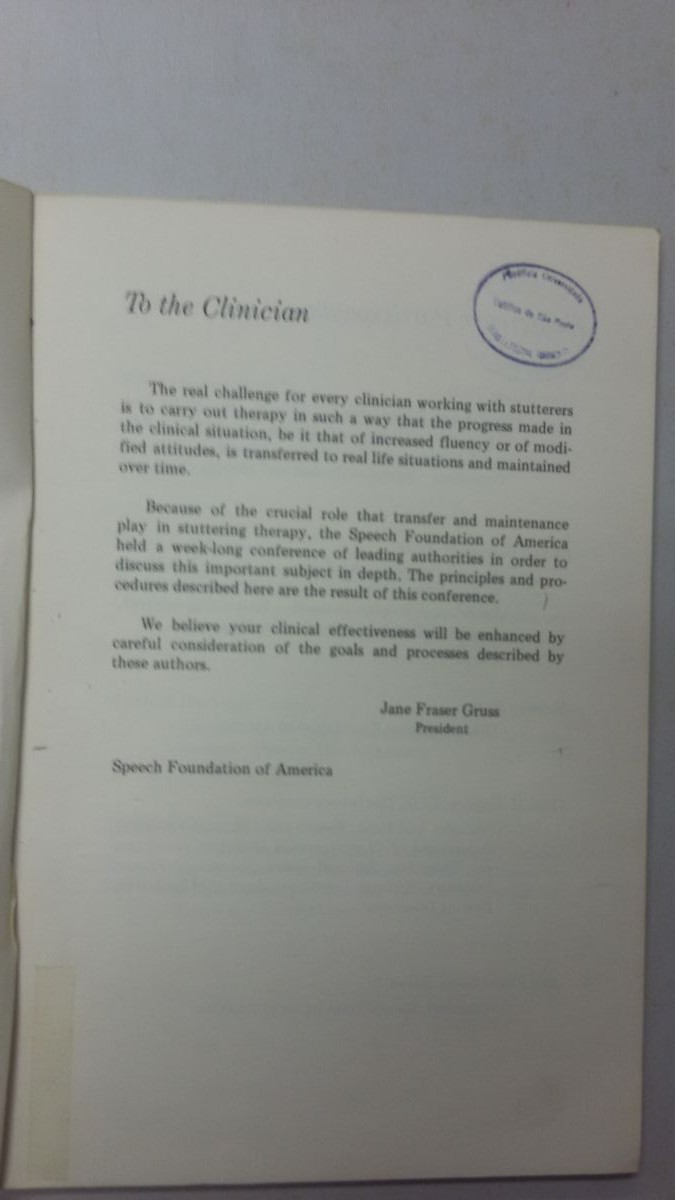 To the Clinician
Pontifícia Universidade
Católica de São Paulo
The real challenge for every clinician working with stutterers
is to carry out therapy in such a way that the progress made in
the clinical situation, be it that of increased fluency or of modi-
fied attitudes, is transferred to real life situations and maintained
over time.
Because of the crucial role that transfer and maintenance
play in stuttering therapy, the Speech Foundation of America
held a week-long conference of leading authorities in order to
discuss this important subject in depth. The principles and pro-
cedures described here are the result of this conference.
We believe your clinical effectiveness will be enhanced by
careful consideration of the goals and processes described by
these authors.
Jane Fraser Gruss
President
Speech Foundation of America